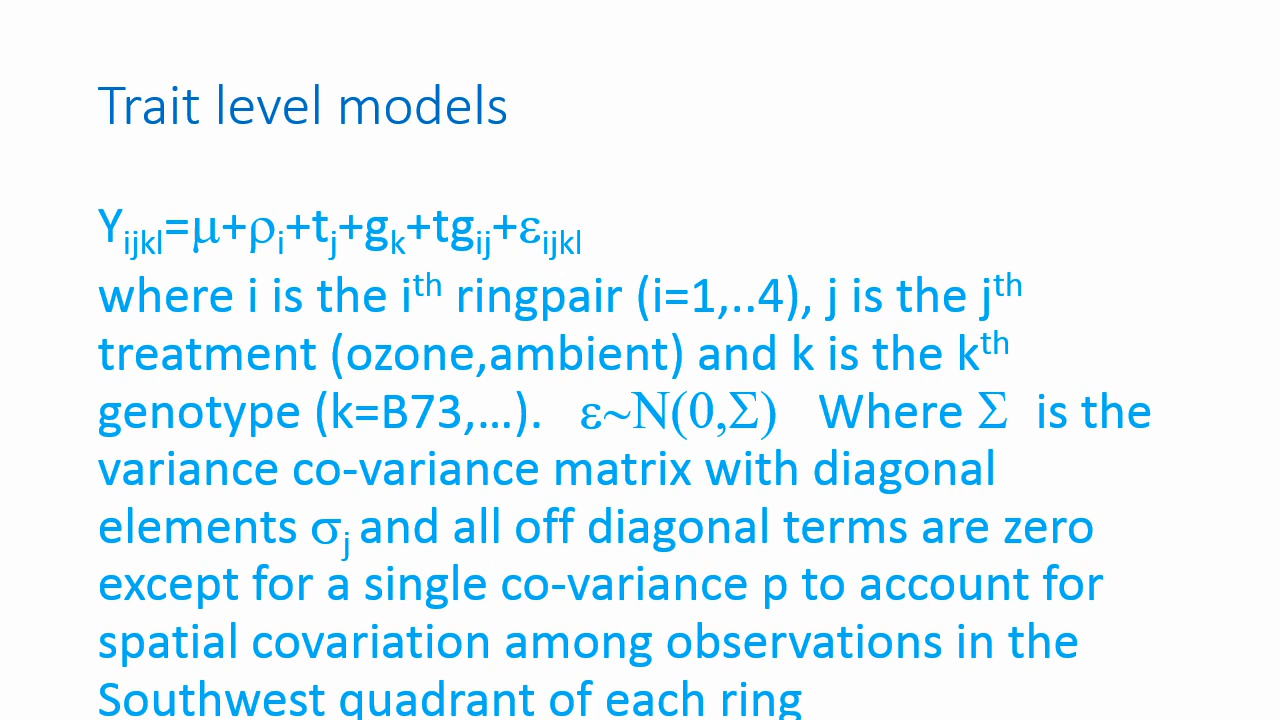 Trait level models
Yijkl=μ+ρi+tj+gk+tgij+εijkl
where i is the ith ringpair (i=1,..4), j is the jth
treatment (ozone,ambient) and k is the kth
genotype (k=B73,...). ε~N(0,Σ) Where Σ is the
variance co-variance matrix with diagonal
elements σj and all off diagonal terms are zero
except for a single co-variance p to account for
spatial covariation among observations in the
Southwest quadrant of each ring